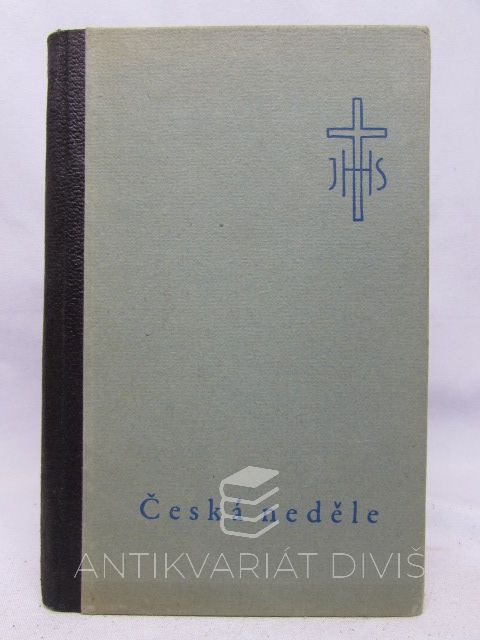 JHS
Česká neděle
ANTIKVARIÁT DIVIŠ